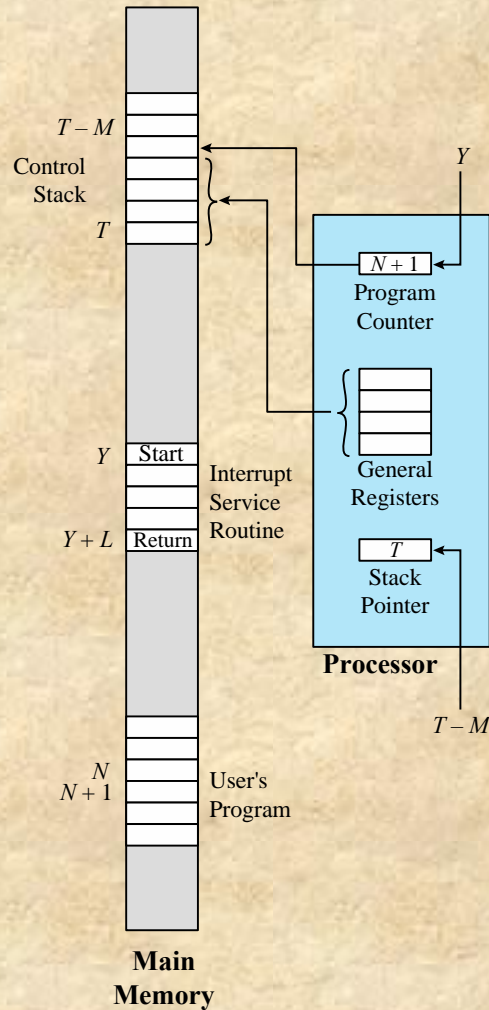 T – M
Control
Stack
T
Y
N + 1
Program
Counter
General
Registers
T
Stack
Pointer
Processor
T – M
Y
Start
Interrupt
Service
Routine
Y + L
Return
N
N + 1
User's
Program
Main
Memory